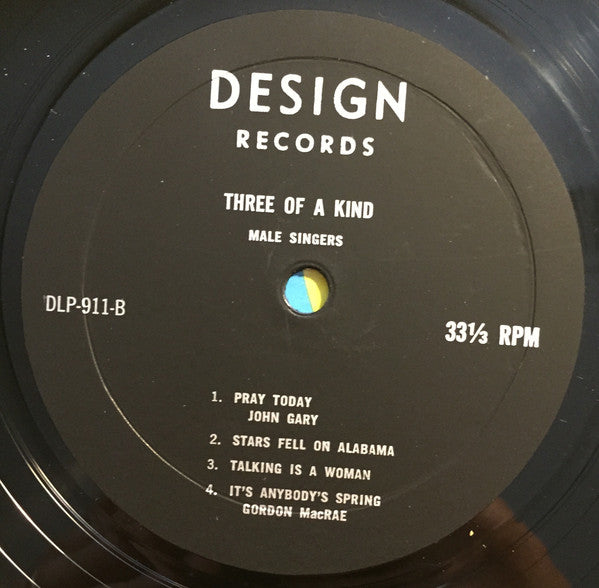 DESIGN
RECORDS
THREE OF A KIND
MALE SINGERS
DLP-911-B
33⅓ RPM
1. PRAY TODAY
JOHN GARY
2. STARS FELL ON ALABAMA
3. TALKING IS A WOMAN
4. IT'S ANYBODY'S SPRING
GORDON MacRAE